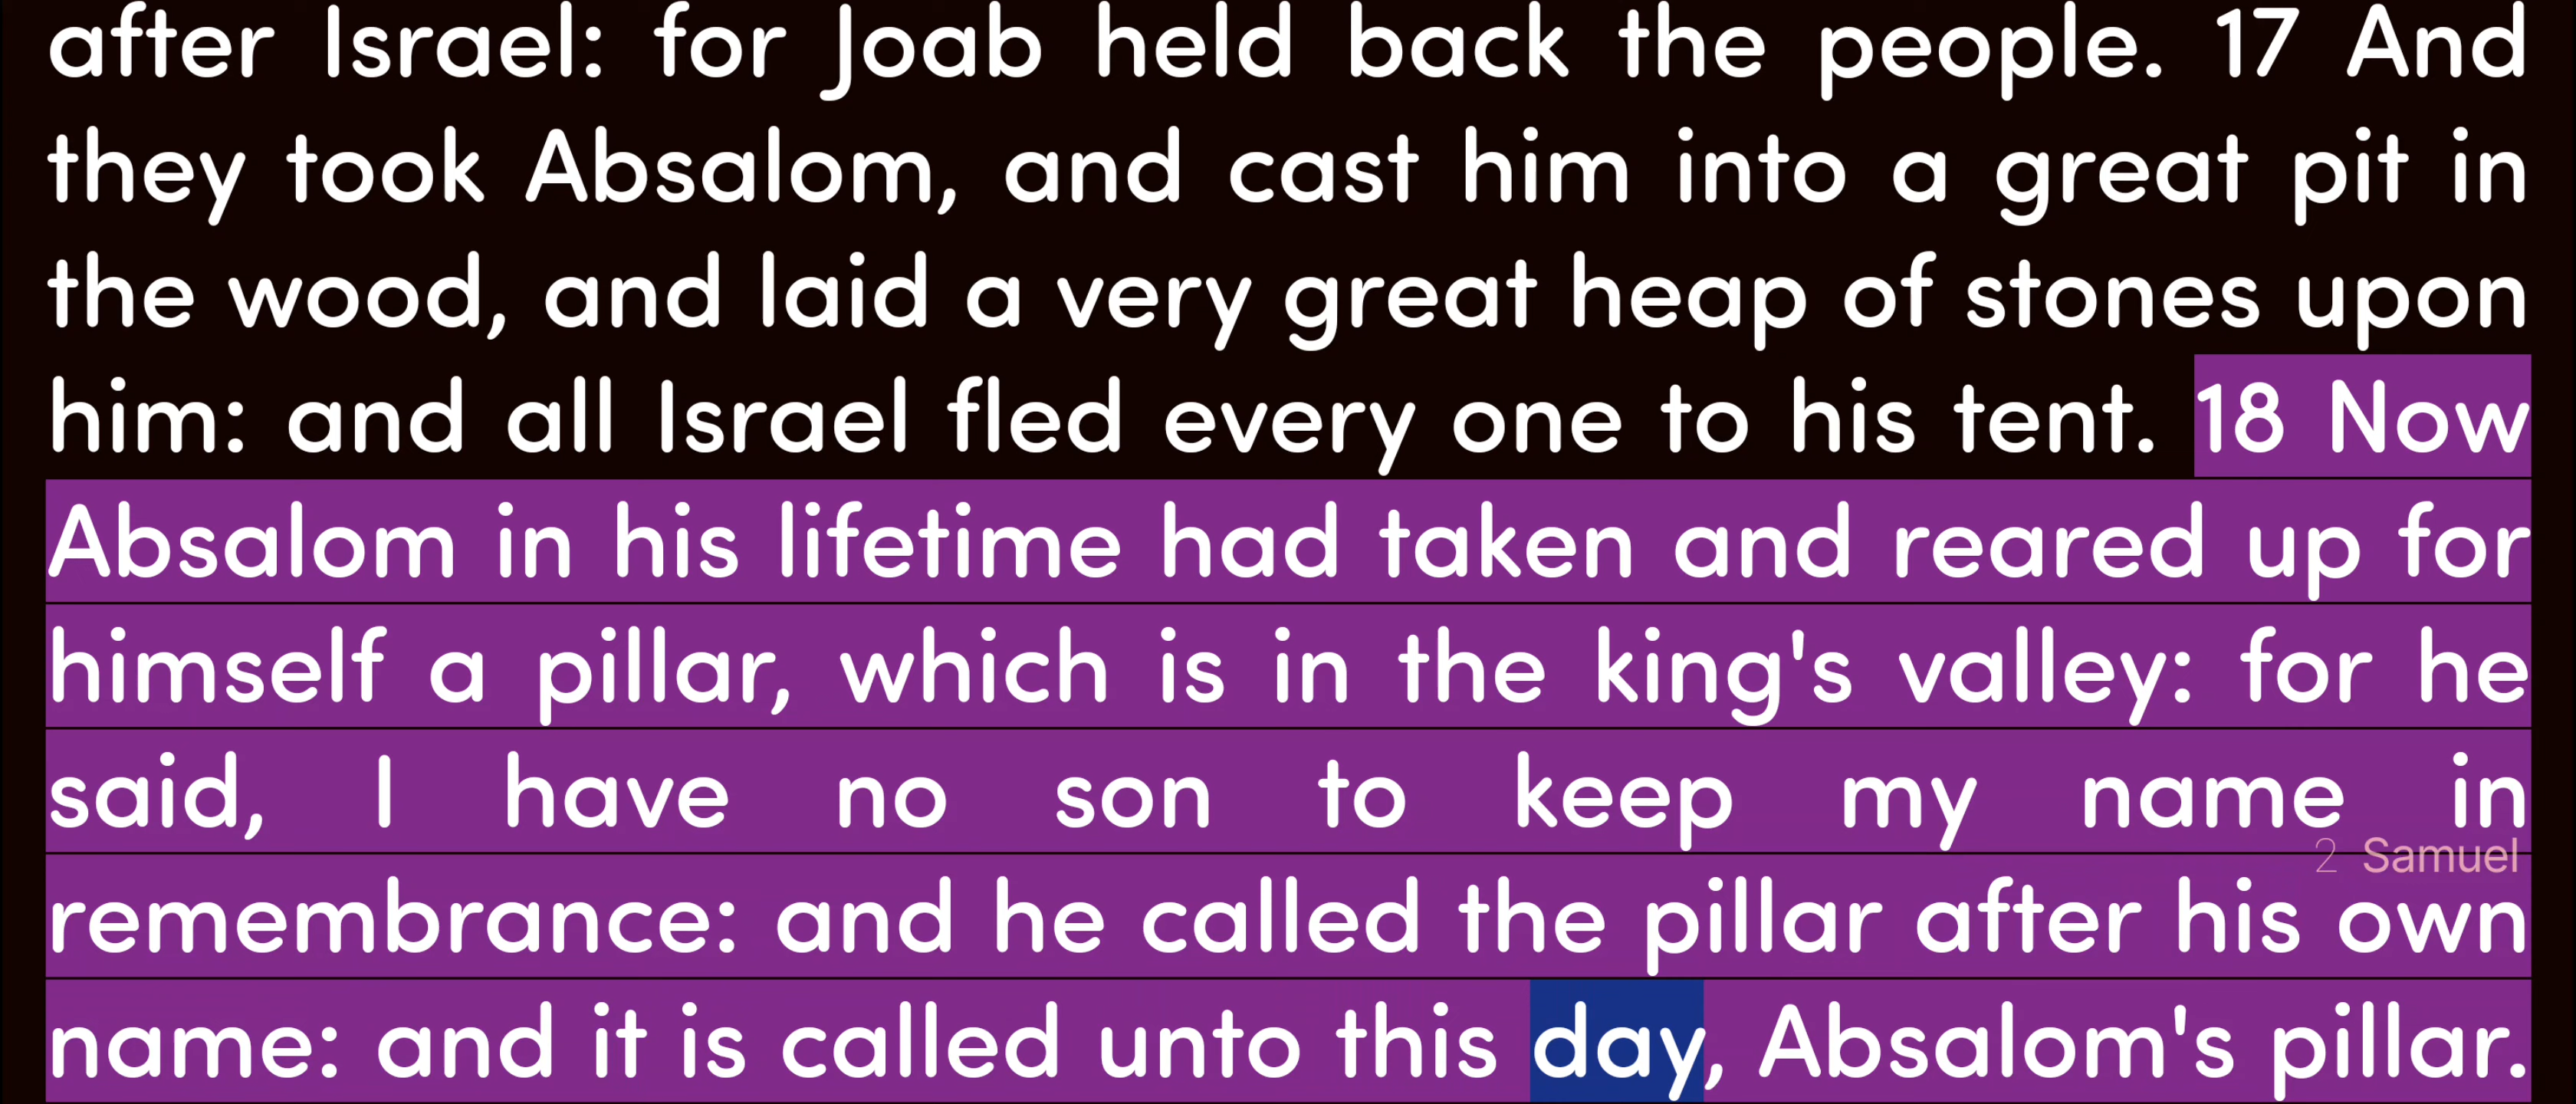 after Israel: for Joab held back the people. 17 And
they took Absalom, and cast him into a great pit in
the wood, and laid a very great heap of stones upon
him: and all Israel fled every one to his tent. 18 Now
Absalom in his lifetime had taken and reared up for
himself a pillar, which is in the king's valley: for he
said, I have no son to keep my name in
2 Samuel
remembrance: and he called the pillar after his own
name: and it is called unto this day, Absalom's pillar.